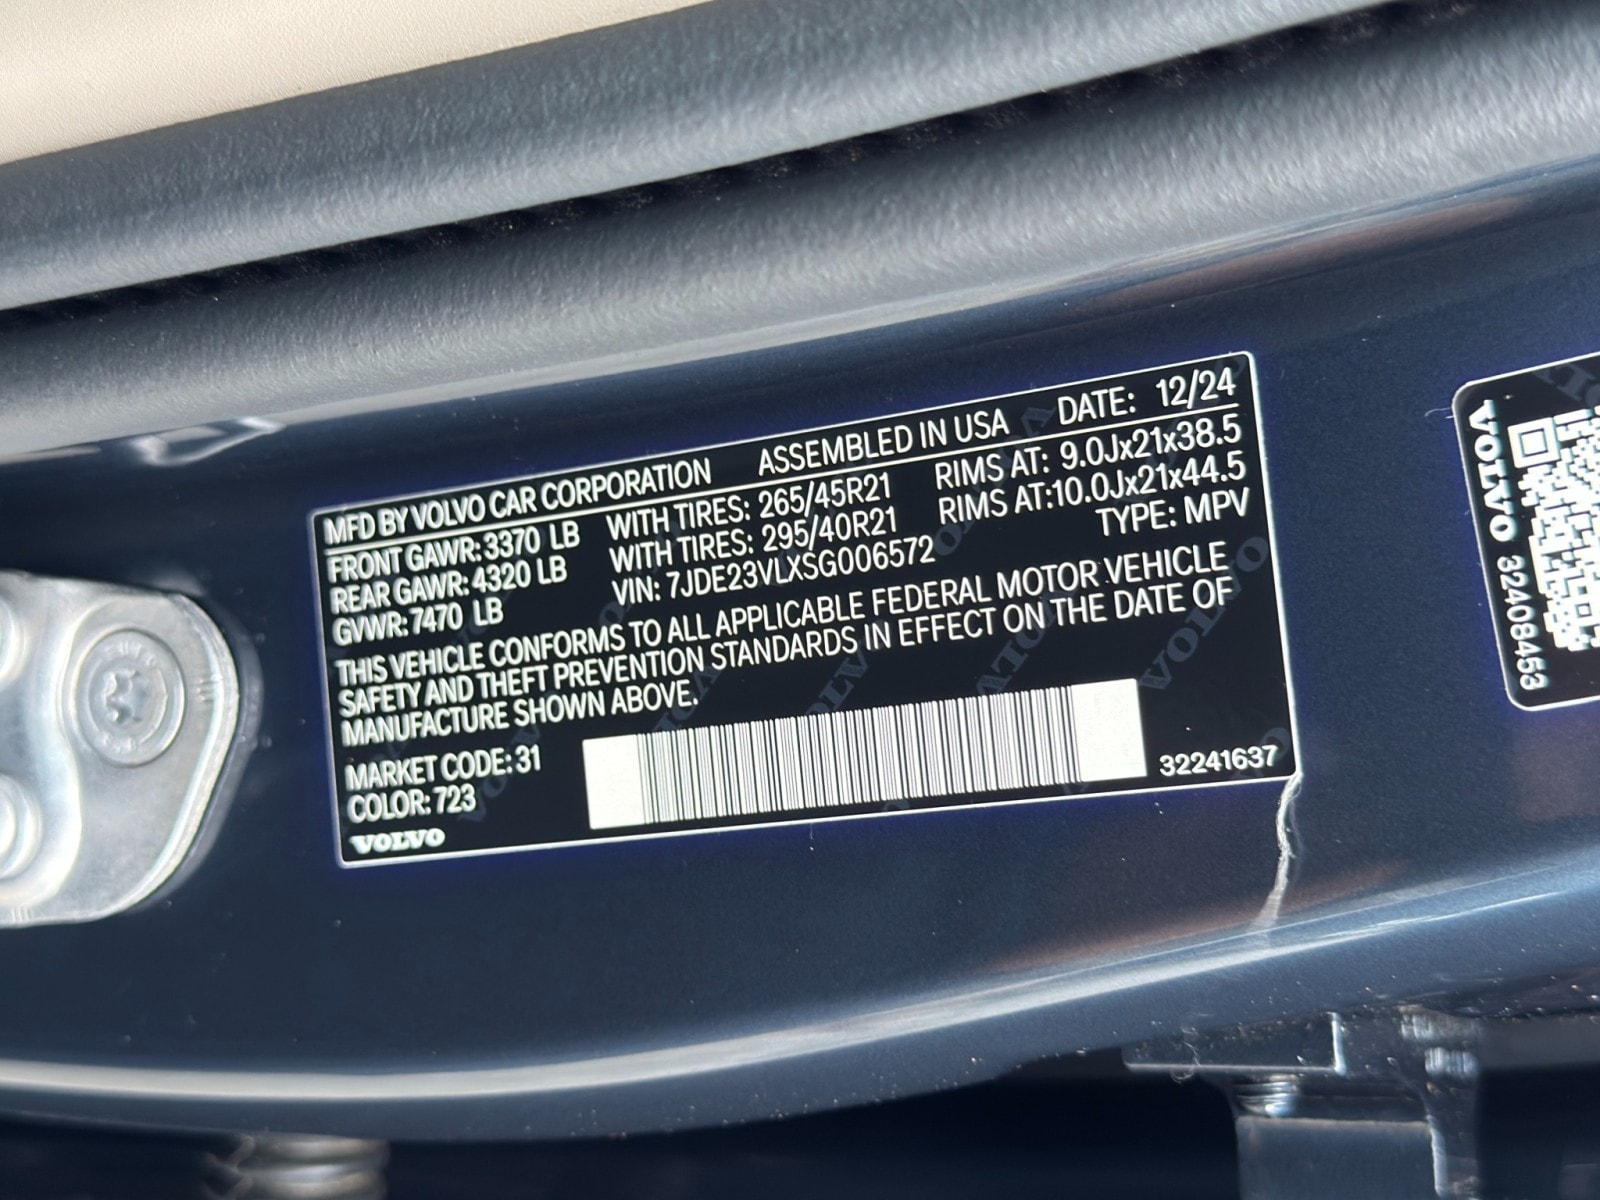 MFD BY VOLVO CAR CORPORATION ASSEMBLED IN USA DATE: 12/24
FRONT GAWR: 3370 LB WITH TIRES: 265/45R21 RIMS AT: 9.0Jx21x38.5
REAR GAWR: 4320 LB WITH TIRES: 295/40R21 RIMS AT:10.0Jx21x44.5
GVWR: 7470 LB VIN: 7JDE23VLXSG006572 TYPE: MPV
THIS VEHICLE CONFORMS TO ALL APPLICABLE FEDERAL MOTOR VEHICLE
SAFETY AND THEFT PREVENTION STANDARDS IN EFFECT ON THE DATE OF
MANUFACTURE SHOWN ABOVE.
MARKET CODE: 31
COLOR: 723
32241637
VOLVO
VOLVO 32408453